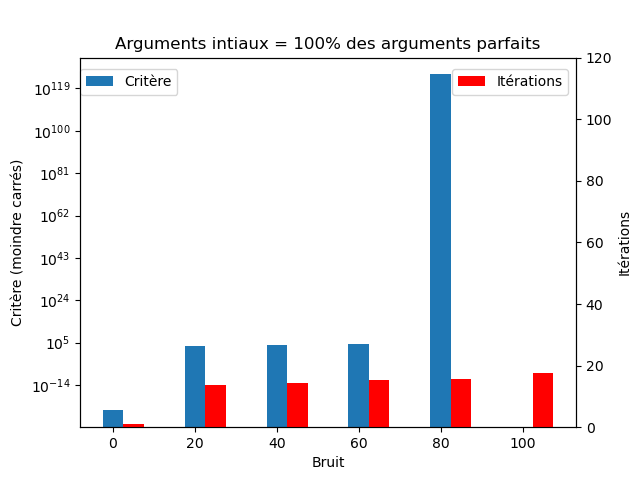 Arguments intiaux = 100% des arguments parfaits
Critère
Itérations
Critère (moindre carrés)
10^119
10^100
10^81
10^62
10^43
10^24
10^5
10^-14
120
100
80
60
40
20
0
Itérations
0 20 40 60 80 100
Bruit